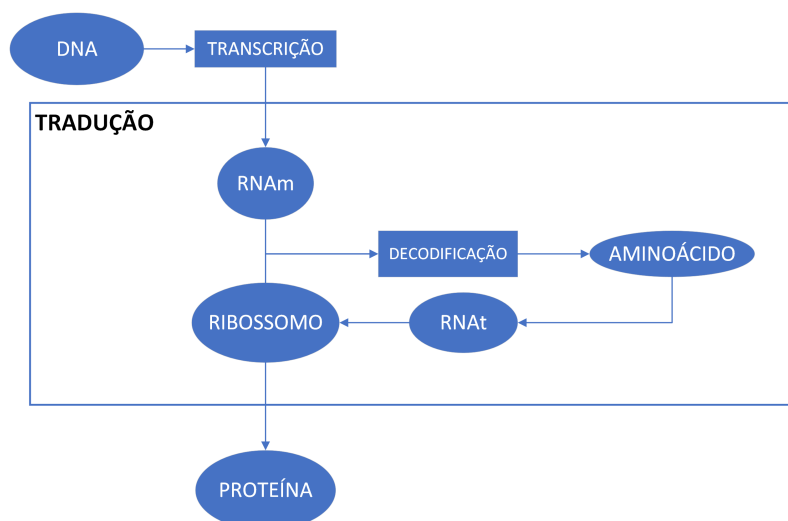 DNA
TRANSCRIÇÃO
TRADUÇÃO
RNAm
DECODIFICAÇÃO
AMINOÁCIDO
RIBOSSOMO
RNAt
PROTEÍNA